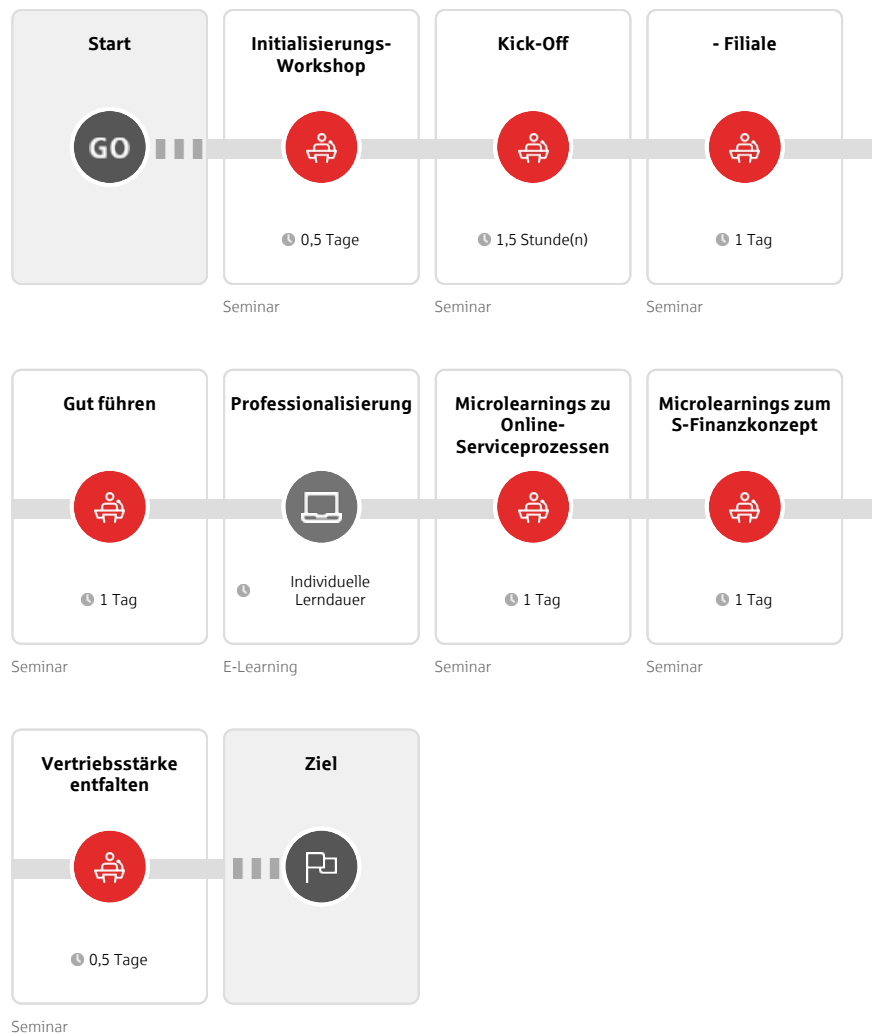 Start
Initialisierungs-
Workshop
Kick-Off
- Filiale
GO
0,5 Tage
1,5 Stunde(n)
1 Tag
Seminar
Seminar
Seminar
Gut führen
Professionalisierung
Microlearnings zu
Online-
Serviceprozessen
Microlearnings zum
S-Finanzkonzept
1 Tag
Individuelle
Lerndauer
1 Tag
1 Tag
Seminar
E-Learning
Seminar
Seminar
Vertriebsstärke
entfalten
Ziel
0,5 Tage
Seminar